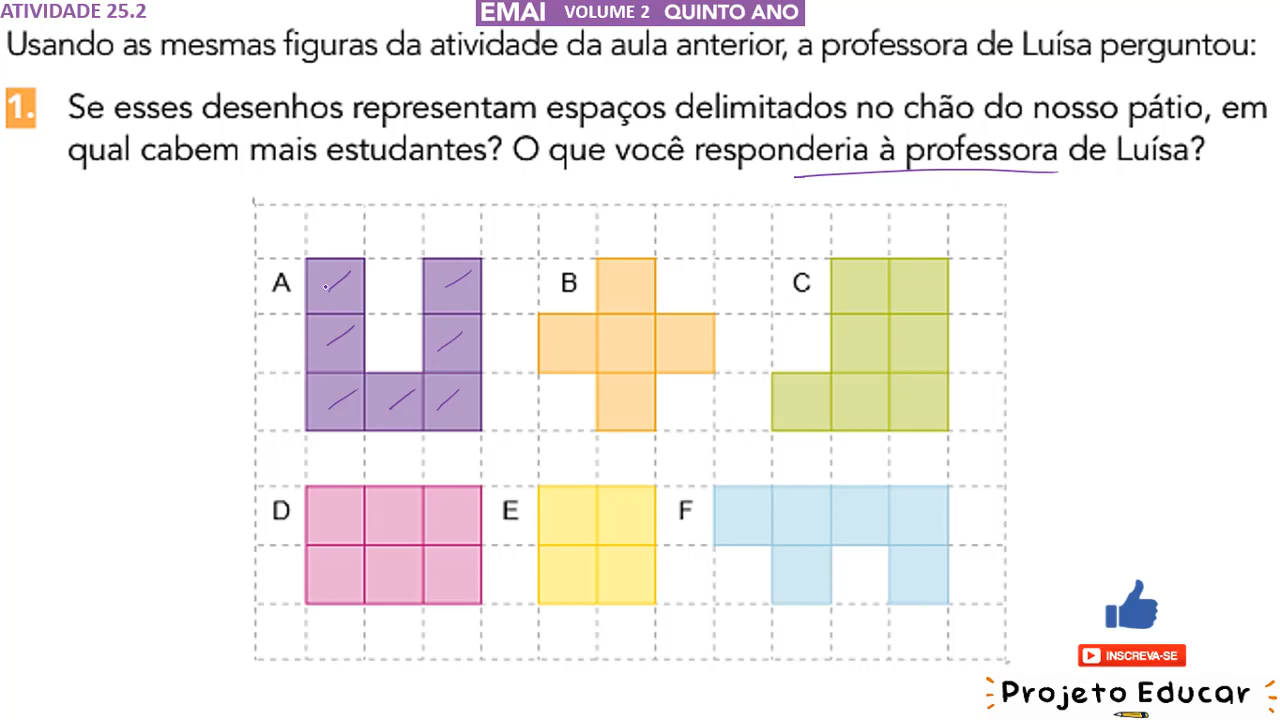 ATIVIDADE 25.2
EMAI VOLUME 2 QUINTO ANO
Usando as mesmas figuras da atividade da aula anterior, a professora de Luísa perguntou:
1. Se esses desenhos representam espaços delimitados no chão do nosso pátio, em
qual cabem mais estudantes? O que você responderia à professora de Luísa?
A B C
D E F
INSCREVA-SE
Projeto Educar